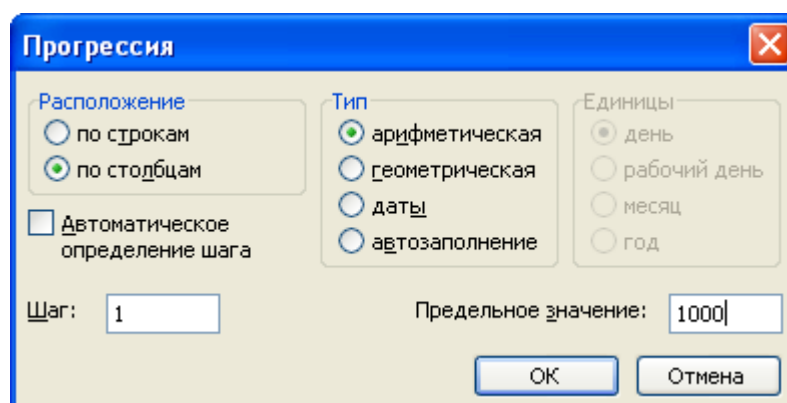 Прогрессия
Расположение
по строкам
по столбцам
Автоматическое
определение шага
Тип
арифметическая
геометрическая
даты
автозаполнение
Единицы
день
рабочий день
месяц
год
Шаг: 1
Предельное значение: 1000
ОК
Отмена